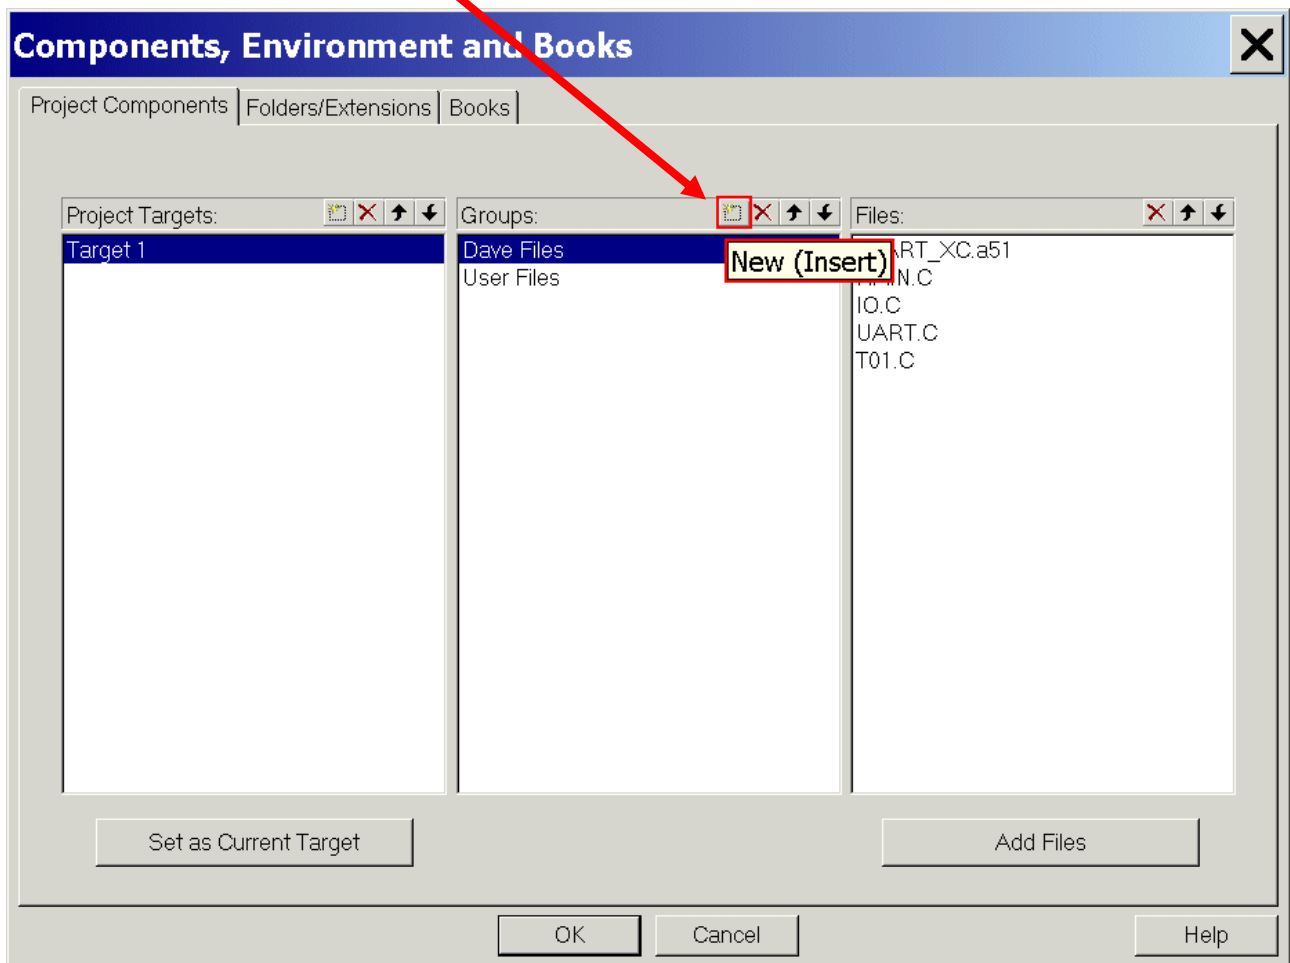 Components, Environment and Books
Project Components Folders/Extensions Books
Project Targets:
Target 1
Set as Current Target
Groups:
Dave Files
User Files
New (Insert)
Files:
IO.C
UART.C
T01.C
Add Files
OK Cancel Help